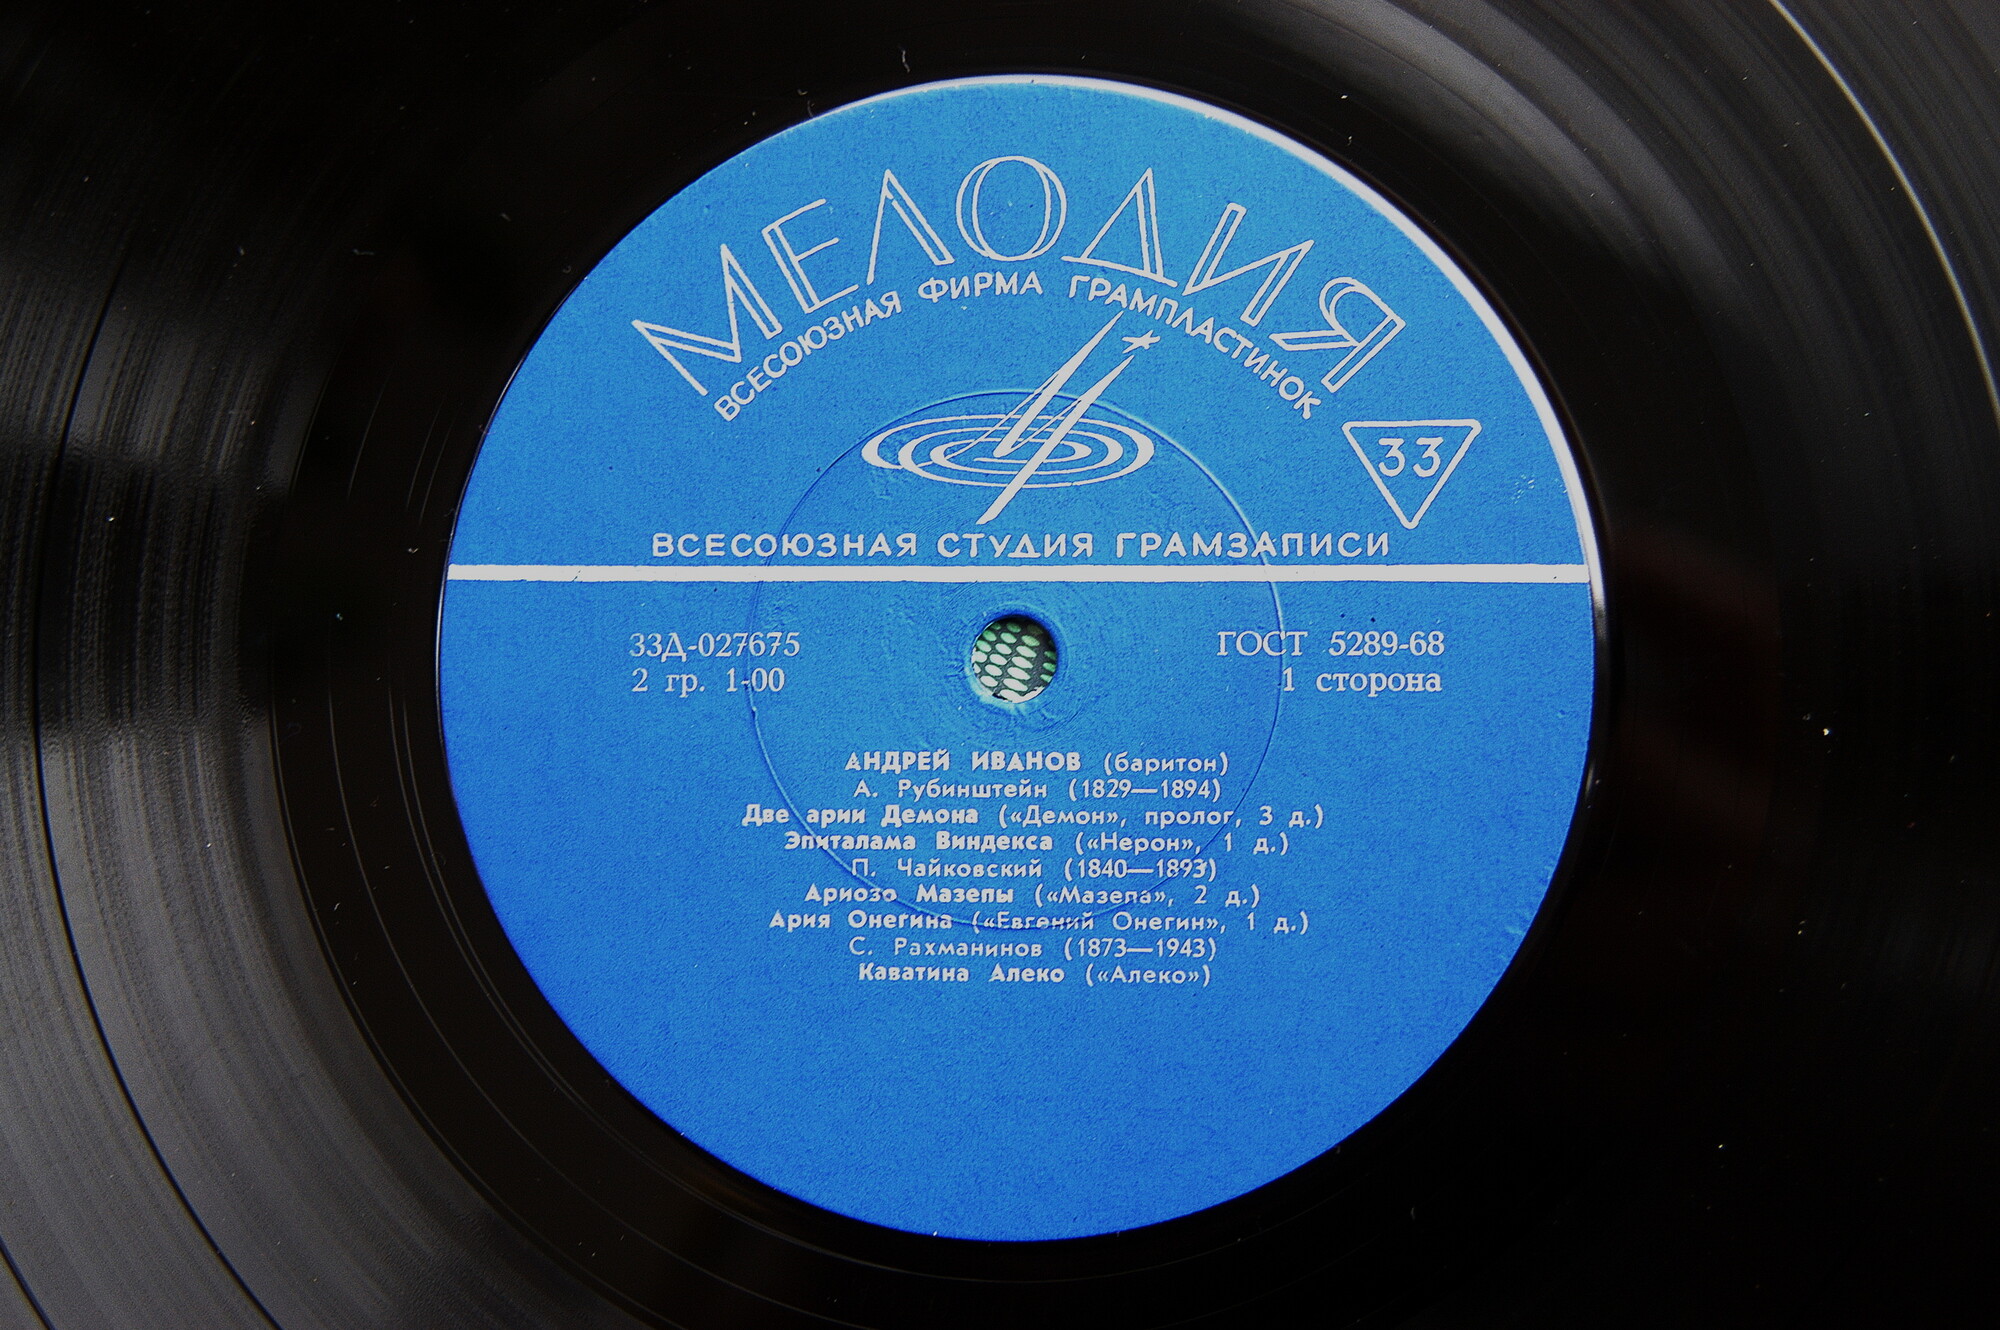 МЕЛОДИЯ
ВСЕСОЮЗНАЯ ФИРМА ГРАМПЛАСТИНОК
33
ВСЕСОЮЗНАЯ СТУДИЯ ГРАМЗАПИСИ
33Д-027675
ГОСТ 5289-68
2 гр. 1-00
1 сторона
АНДРЕЙ ИВАНОВ (баритон)
А. Рубинштейн (1829—1894)
Две арии Демона («Демон», пролог, 3 д.)
Эпиталама Виндекса («Нерон», 1 д.)
П. Чайковский (1840—1893)
Ариозо Мазепы («Мазепа», 2 д.)
Ария Онегина («Евгений Онегин», 1 д.)
С. Рахманинов (1873—1943)
Каватина Алеко («Алеко»)